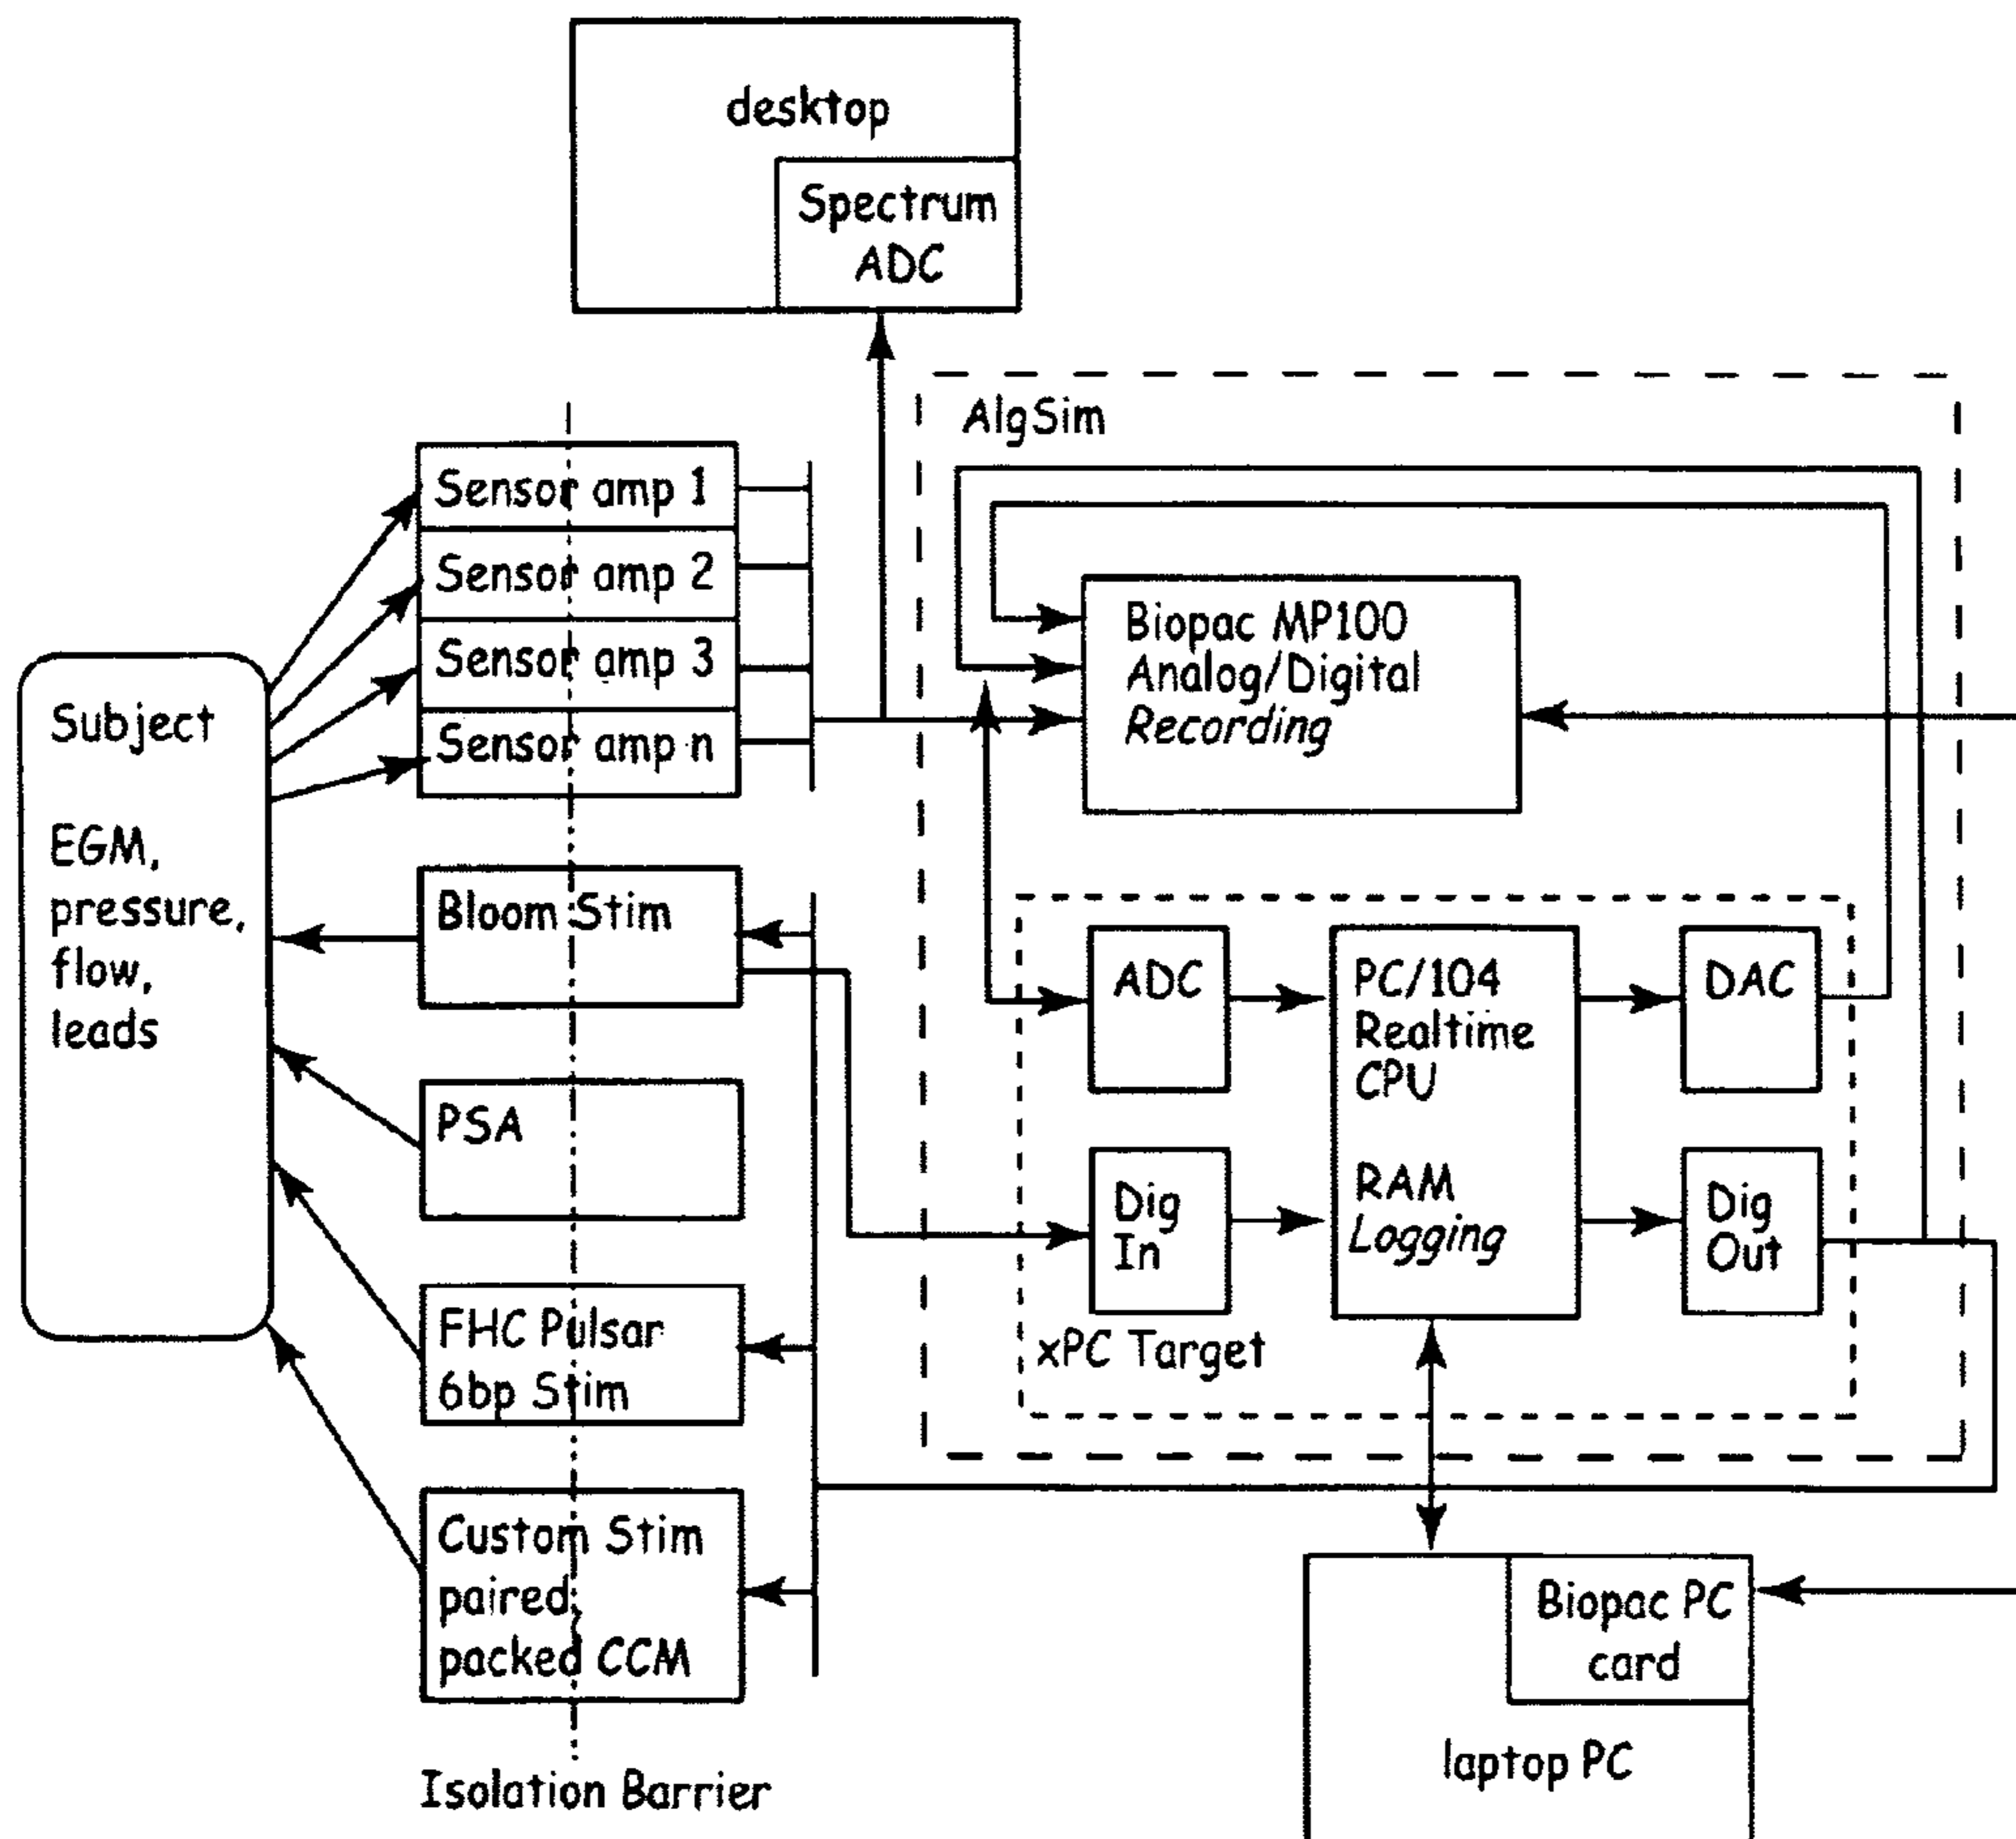 desktop
Spectrum
ADC
AlgSim
Sensor amp 1
Sensor amp 2
Sensor amp 3
Sensor amp n
Subject
EGM,
pressure,
flow,
leads
Biopac MP100
Analog/Digital
Recording
Bloom Stim
PSA
FHC Pulsar
6bp Stim
Custom Stim
paired,
packed CCM
Isolation Barrier
ADC
PC/104
Realtime
CPU
RAM
Logging
DAC
Dig
In
Dig
Out
xPC Target
Biopac PC
card
laptop PC